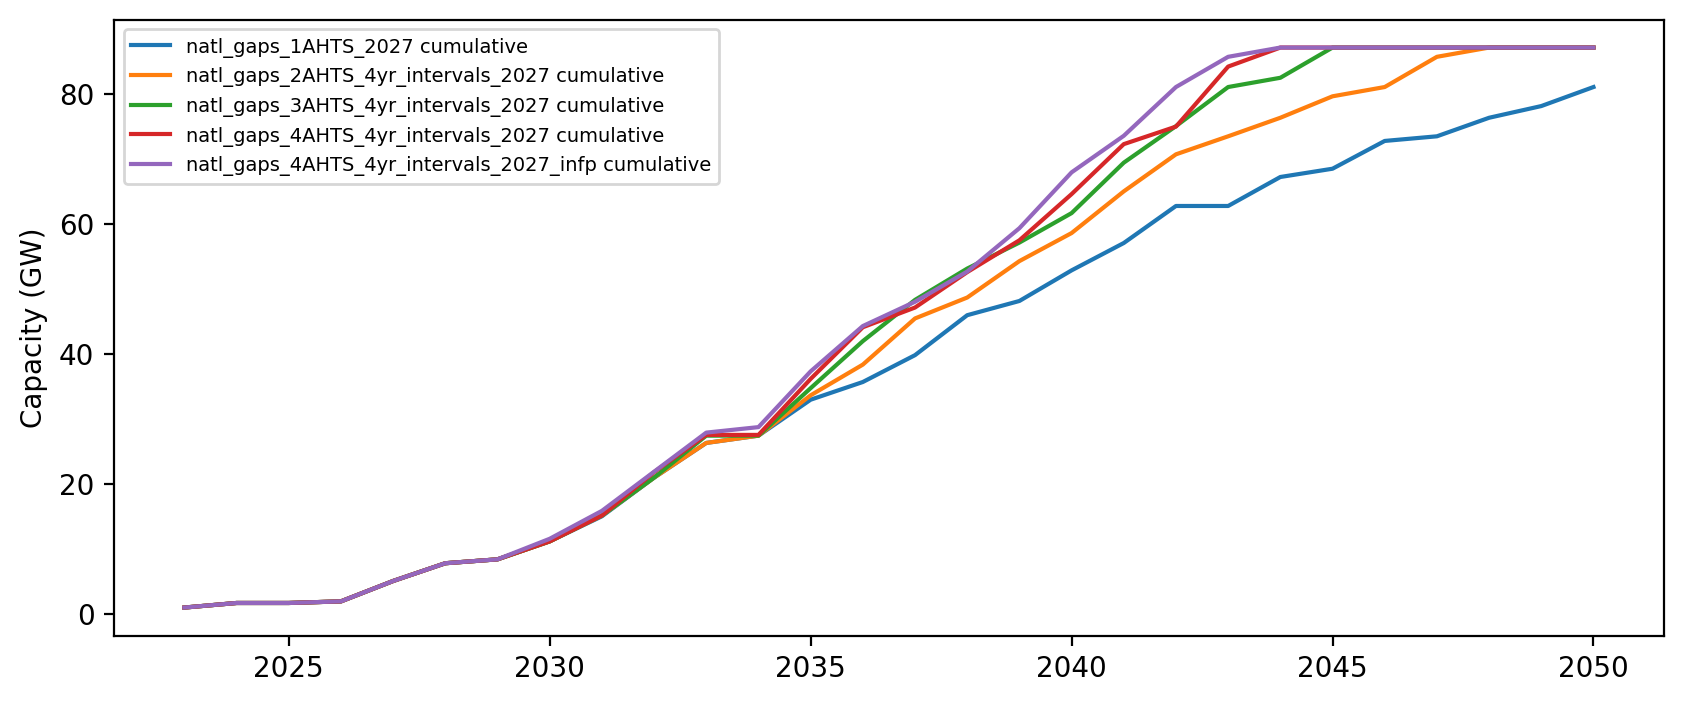 natl_gaps_1AHTS_2027 cumulative
natl_gaps_2AHTS_4yr_intervals_2027 cumulative
natl_gaps_3AHTS_4yr_intervals_2027 cumulative
natl_gaps_4AHTS_4yr_intervals_2027 cumulative
natl_gaps_4AHTS_4yr_intervals_2027_infp cumulative
Capacity (GW)
80
60
40
20
0
2025 2030 2035 2040 2045 2050